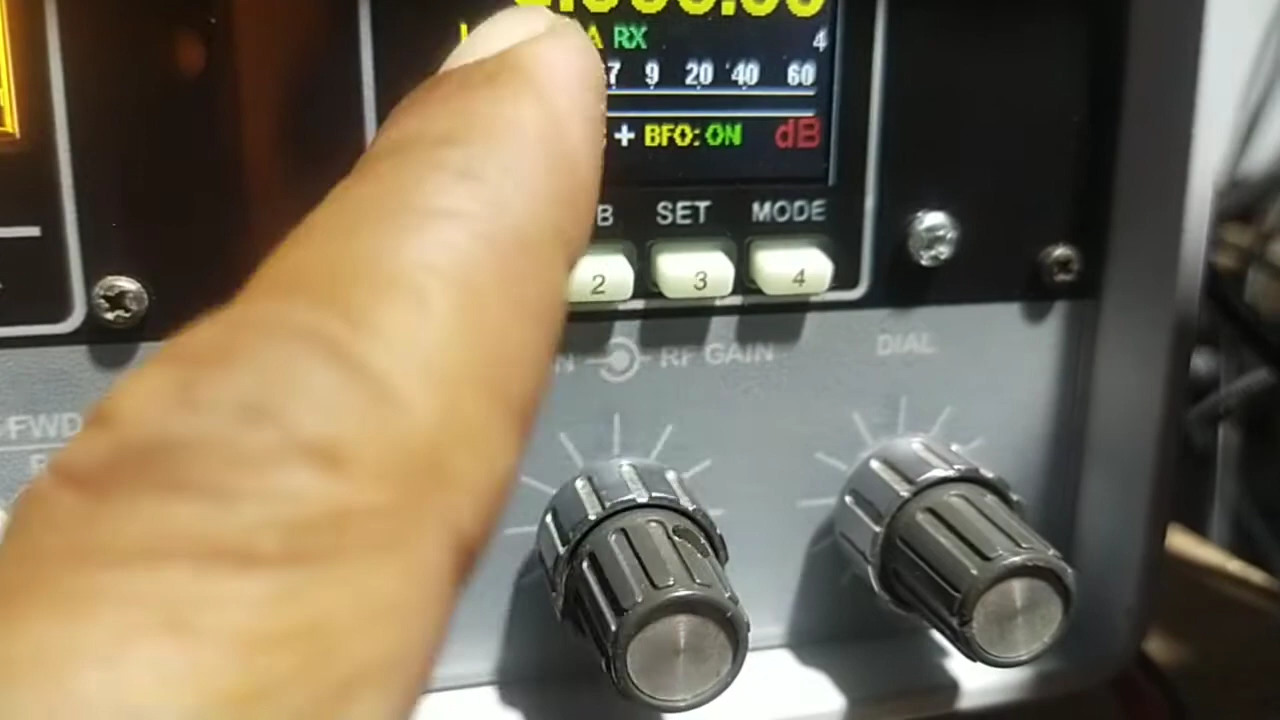 RX 4
7 9 20 40 60
+ BFO: ON dB
B SET MODE
2 3 4
N RF GAIN DIAL
FWD